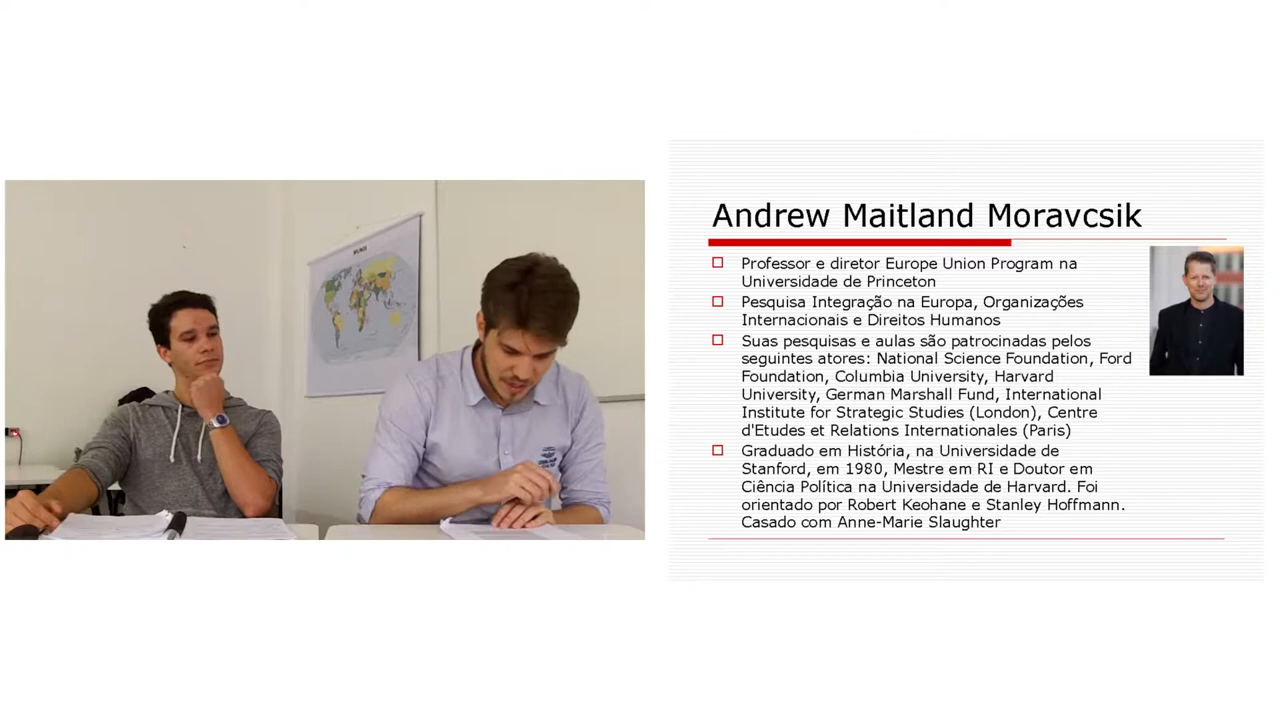 Andrew Maitland Moravcsik
Professor e diretor Europe Union Program na
Universidade de Princeton
Pesquisa Integração na Europa, Organizações
Internacionais e Direitos Humanos
Suas pesquisas e aulas são patrocinadas pelos
seguintes atores: National Science Foundation, Ford
Foundation, Columbia University, Harvard
University, German Marshall Fund, International
Institute for Strategic Studies (London), Centre
d'Etudes et Relations Internationales (Paris)
Graduado em História, na Universidade de
Stanford, em 1980, Mestre em RI e Doutor em
Ciência Política na Universidade de Harvard. Foi
orientado por Robert Keohane e Stanley Hoffmann.
Casado com Anne-Marie Slaughter